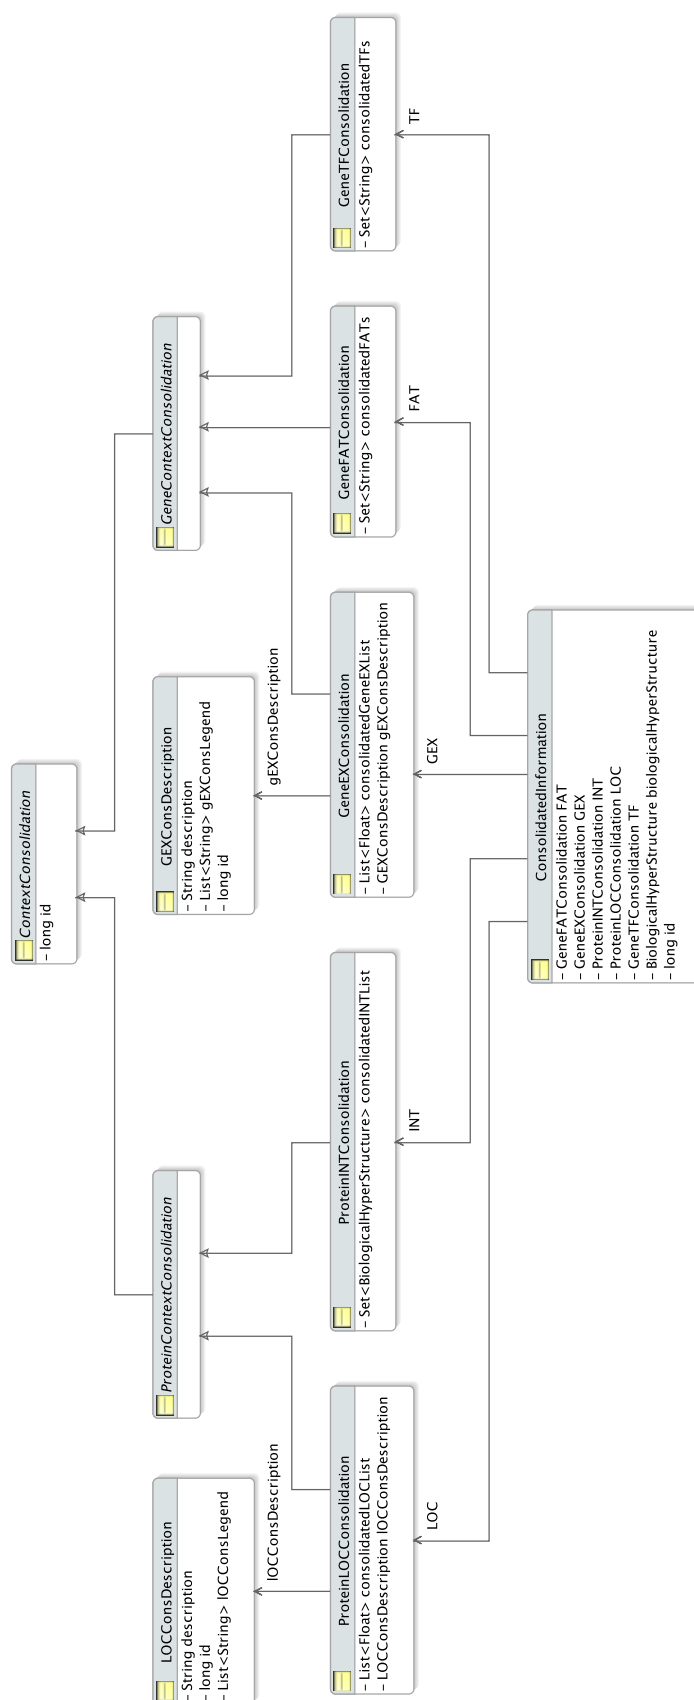 ContextConsolidation
- long id
LOCConsDescription
- String description
- long id
- List<String> lOCConsLegend
ProteinContextConsolidation
GEXConsDescription
- String description
- List<String> gEXConsLegend
- long id
GeneContextConsolidation
lOCConsDescription
gEXConsDescription
ProteinLOCConsolidation
- List<Float> consolidatedLOCList
- LOCConsDescription lOCConsDescription
ProteinINTConsolidation
- Set<BiologicalHyperStructure> consolidatedINTList
GeneEXConsolidation
- List<Float> consolidatedGeneEXList
- GEXConsDescription gEXConsDescription
GeneFATConsolidation
- Set<String> consolidatedFATs
GeneTFConsolidation
- Set<String> consolidatedTFs
LOC
INT
GEX
FAT
TF
ConsolidatedInformation
- GeneFATConsolidation FAT
- GeneEXConsolidation GEX
- ProteinINTConsolidation INT
- ProteinLOCConsolidation LOC
- GeneTFConsolidation TF
- BiologicalHyperStructure biologicalHyperStructure
- long id